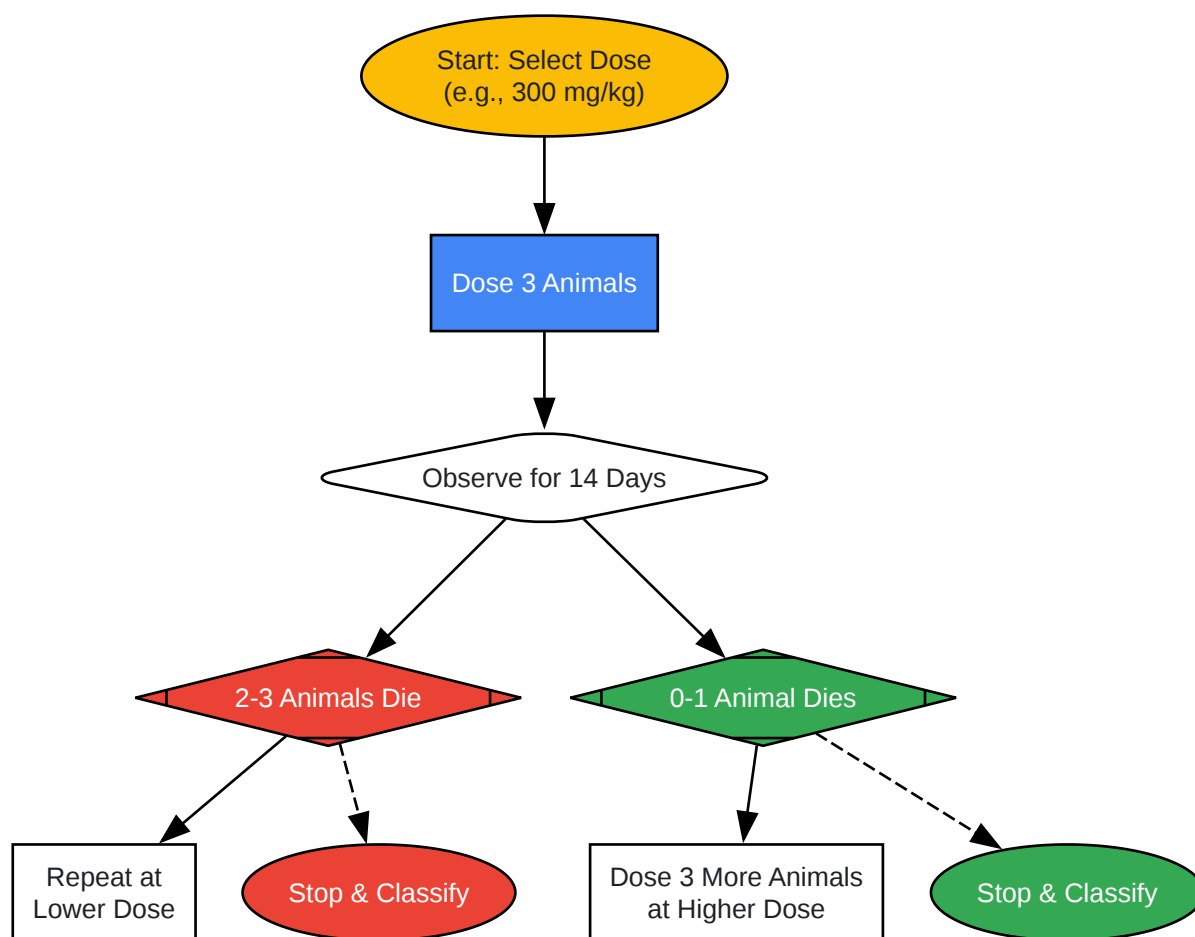 Start: Select Dose
(e.g., 300 mg/kg)
Dose 3 Animals
Observe for 14 Days
2-3 Animals Die
0-1 Animal Dies
Repeat at
Lower Dose
Stop & Classify
Dose 3 More Animals
at Higher Dose
Stop & Classify